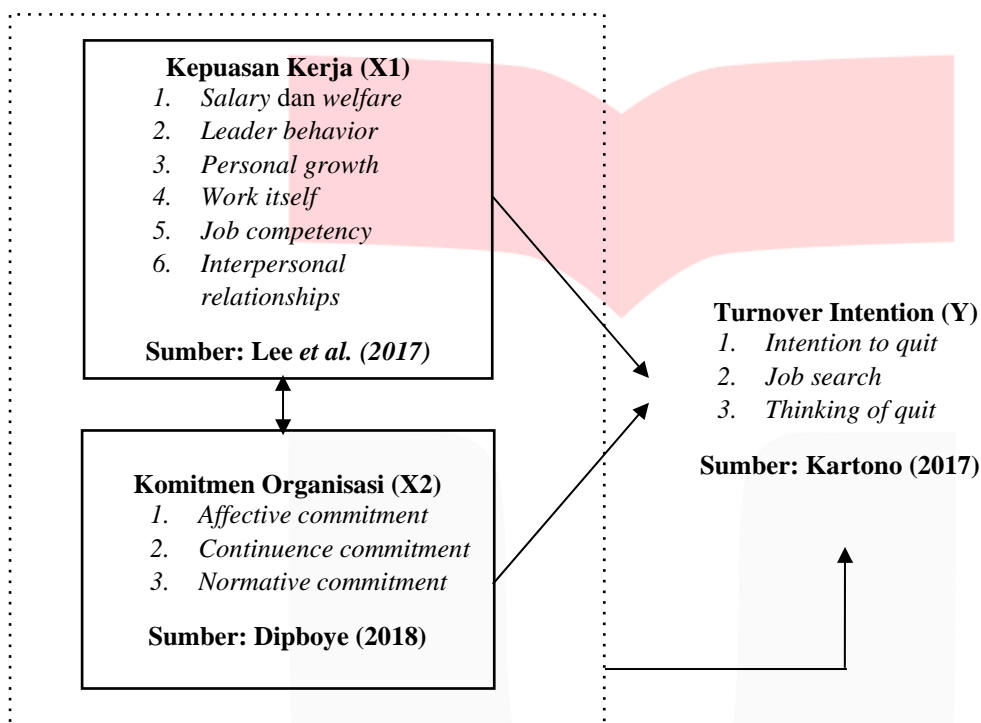 Kepuasan Kerja (X1)
1. Salary dan welfare
2. Leader behavior
3. Personal growth
4. Work itself
5. Job competency
6. Interpersonal
relationships
Sumber: Lee et al. (2017)
Komitmen Organisasi (X2)
1. Affective commitment
2. Continuence commitment
3. Normative commitment
Sumber: Dipboye (2018)
Turnover Intention (Y)
1. Intention to quit
2. Job search
3. Thinking of quit
Sumber: Kartono (2017)